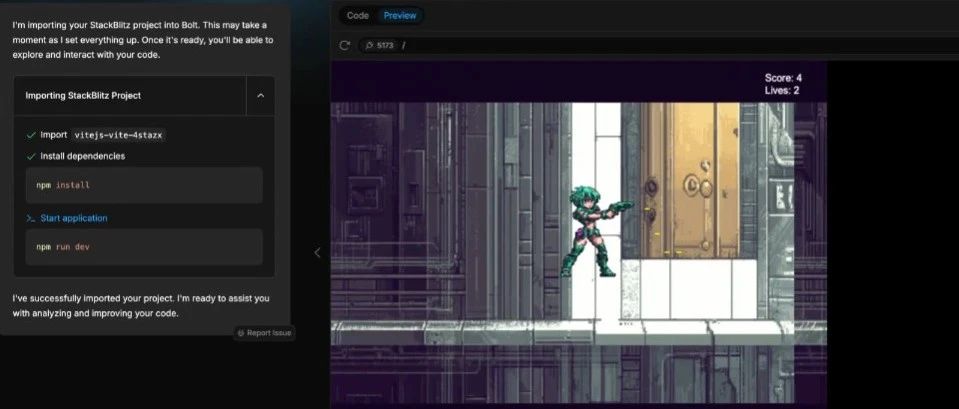 I'm importing your StackBlitz project into Bolt. This may take a
moment as I set everything up. Once it's ready, you'll be able to
explore and interact with your code.
Importing StackBlitz Project
Import vitejs-vite-4stazx
Install dependencies
npm install
Start application
npm run dev
I've successfully imported your project. I'm ready to assist you
with analyzing and improving your code.
Report Issue
Code Preview
5173 /
Score: 4
Lives: 2